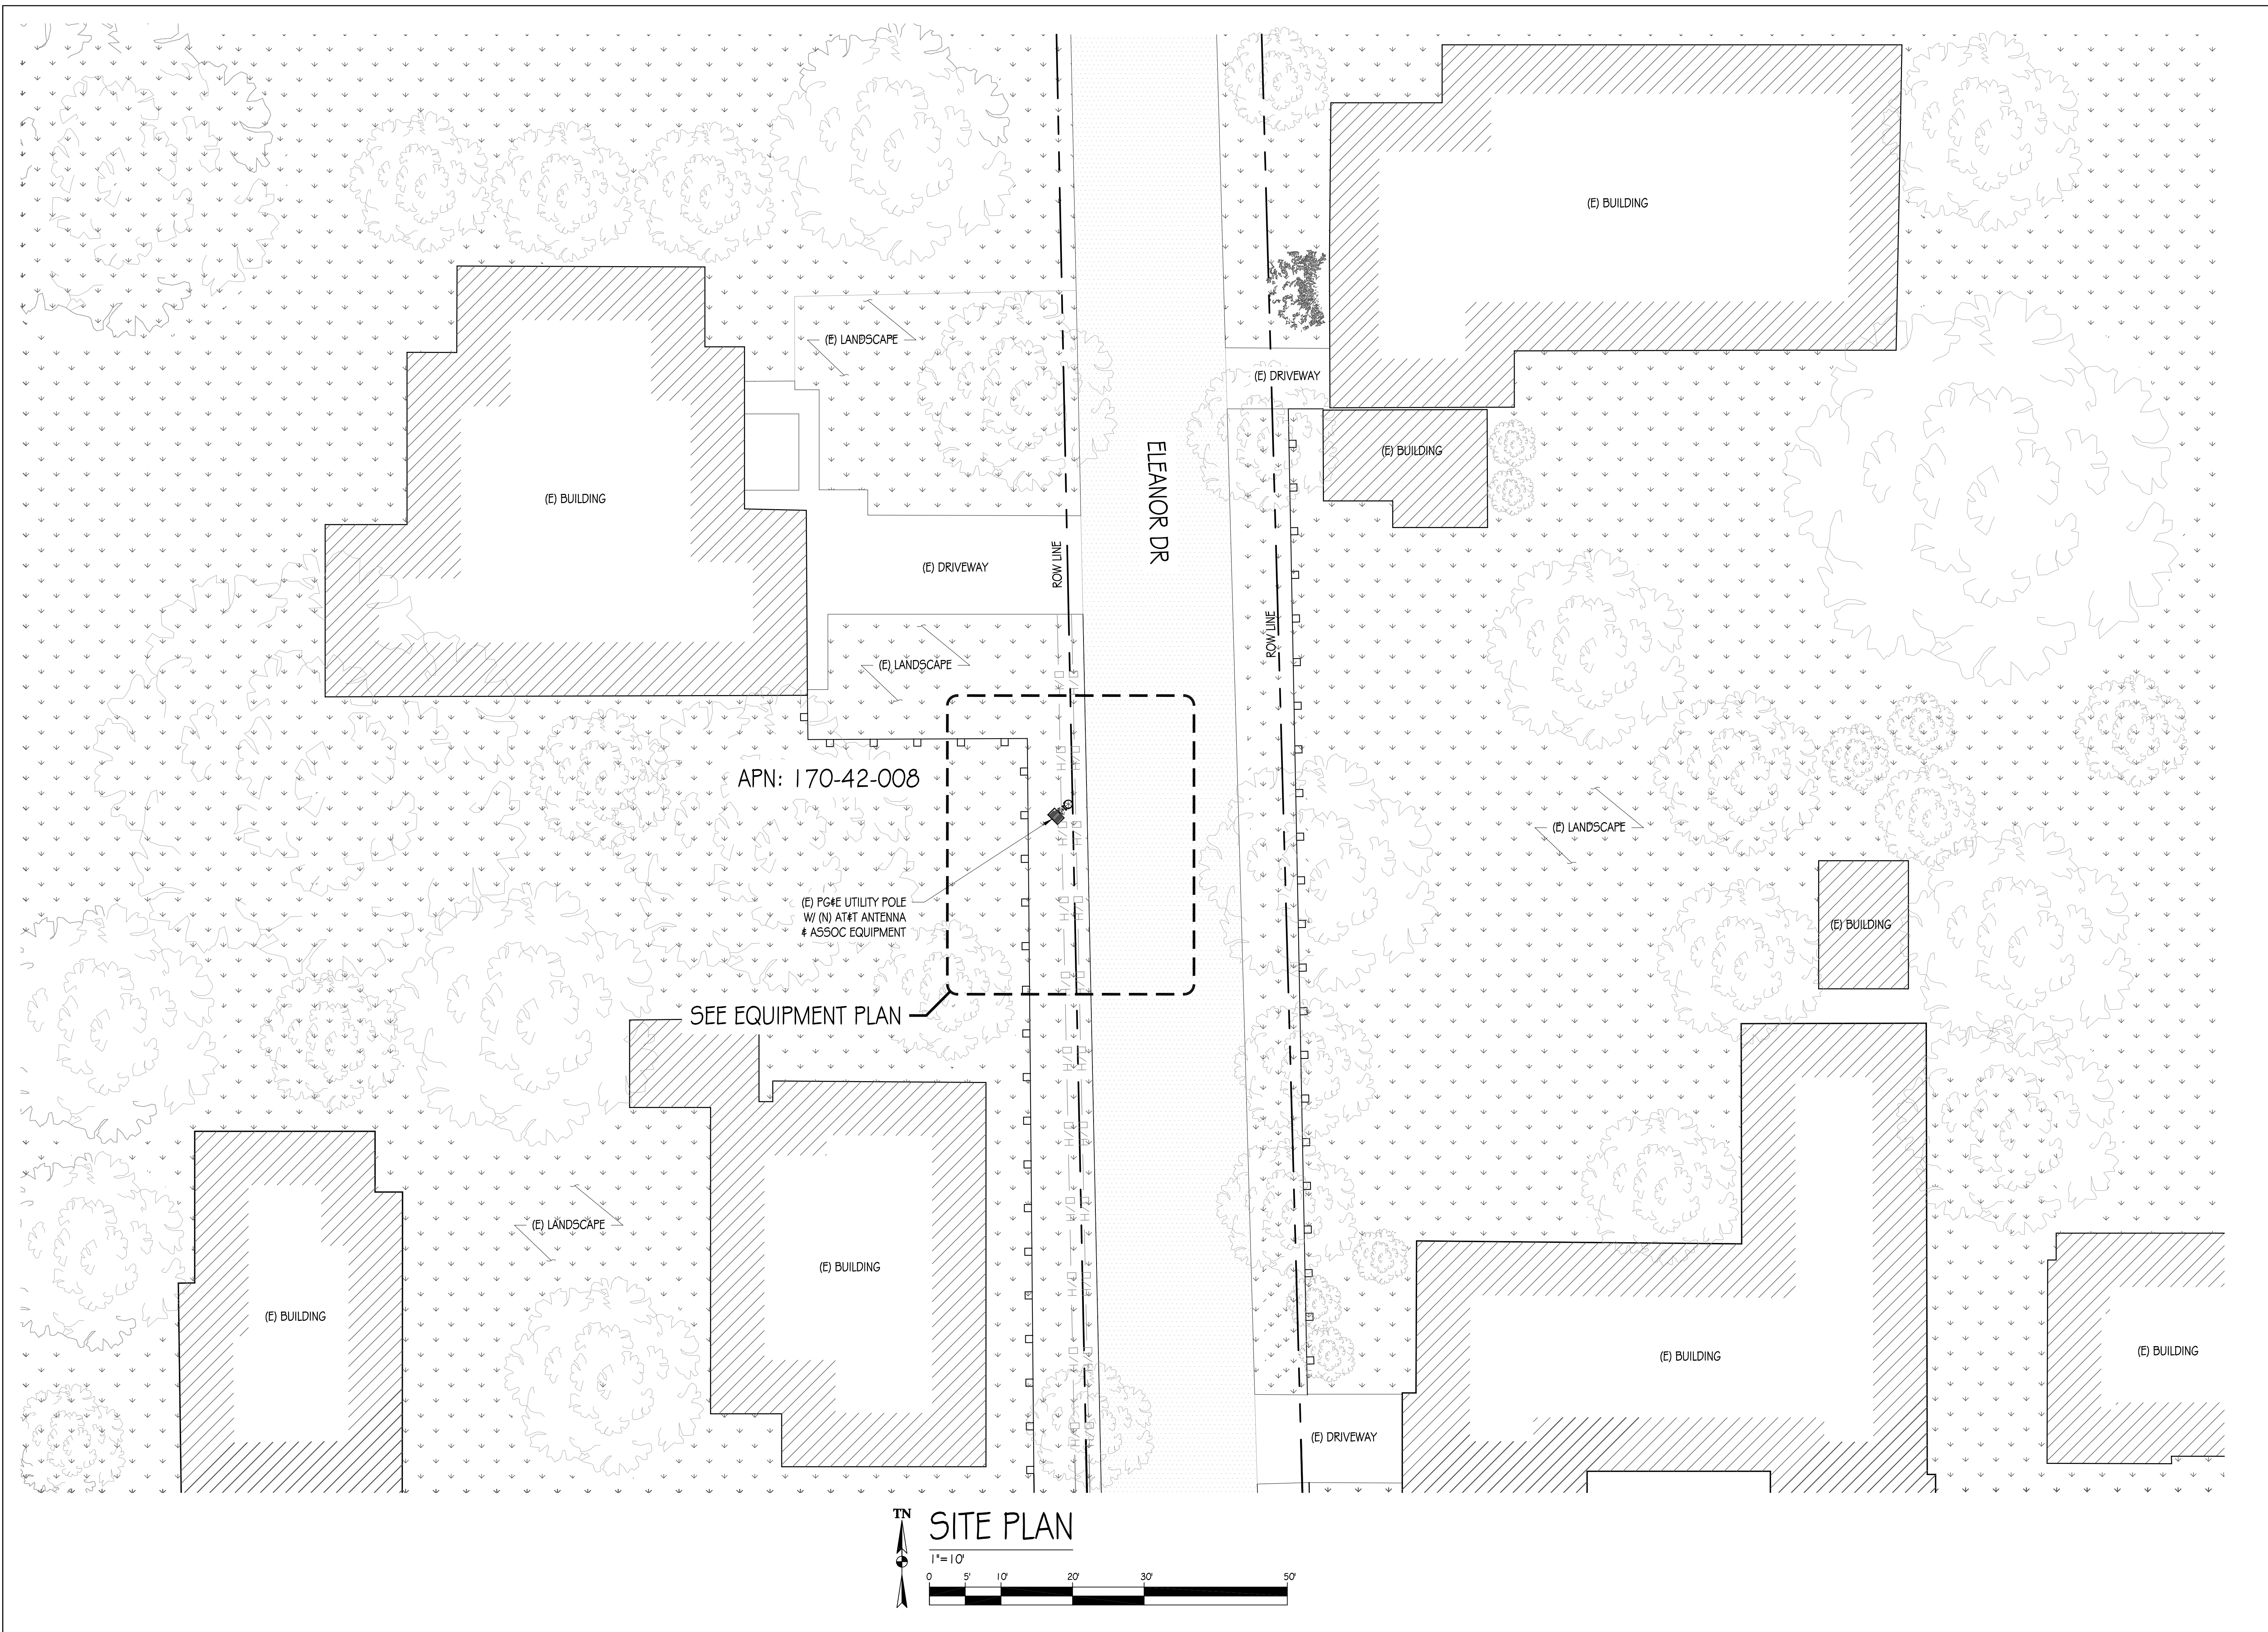 (E) BUILDING
(E) LANDSCAPE
(E) DRIVEWAY
(E) BUILDING
ELEANOR DR
(E) BUILDING
(E) DRIVEWAY
ROW LINE
ROW LINE
(E) LANDSCAPE
APN: 170-42-008
(E) LANDSCAPE
(E) PG&E UTILITY POLE
W/ (N) AT&T ANTENNA
& ASSOC EQUIPMENT
(E) BUILDING
SEE EQUIPMENT PLAN
(E) LANDSCAPE
(E) BUILDING
(E) BUILDING
(E) BUILDING
(E) BUILDING
(E) DRIVEWAY
O/H O/H
O/H O/H
O/H O/H
O/H O/H
O/H O/H
O/H O/H
O/H O/H
O/H O/H
O/H O/H
O/H O/H
O/H O/H
TN
SITE PLAN
1"=10'
0 5' 10' 20' 30' 50'